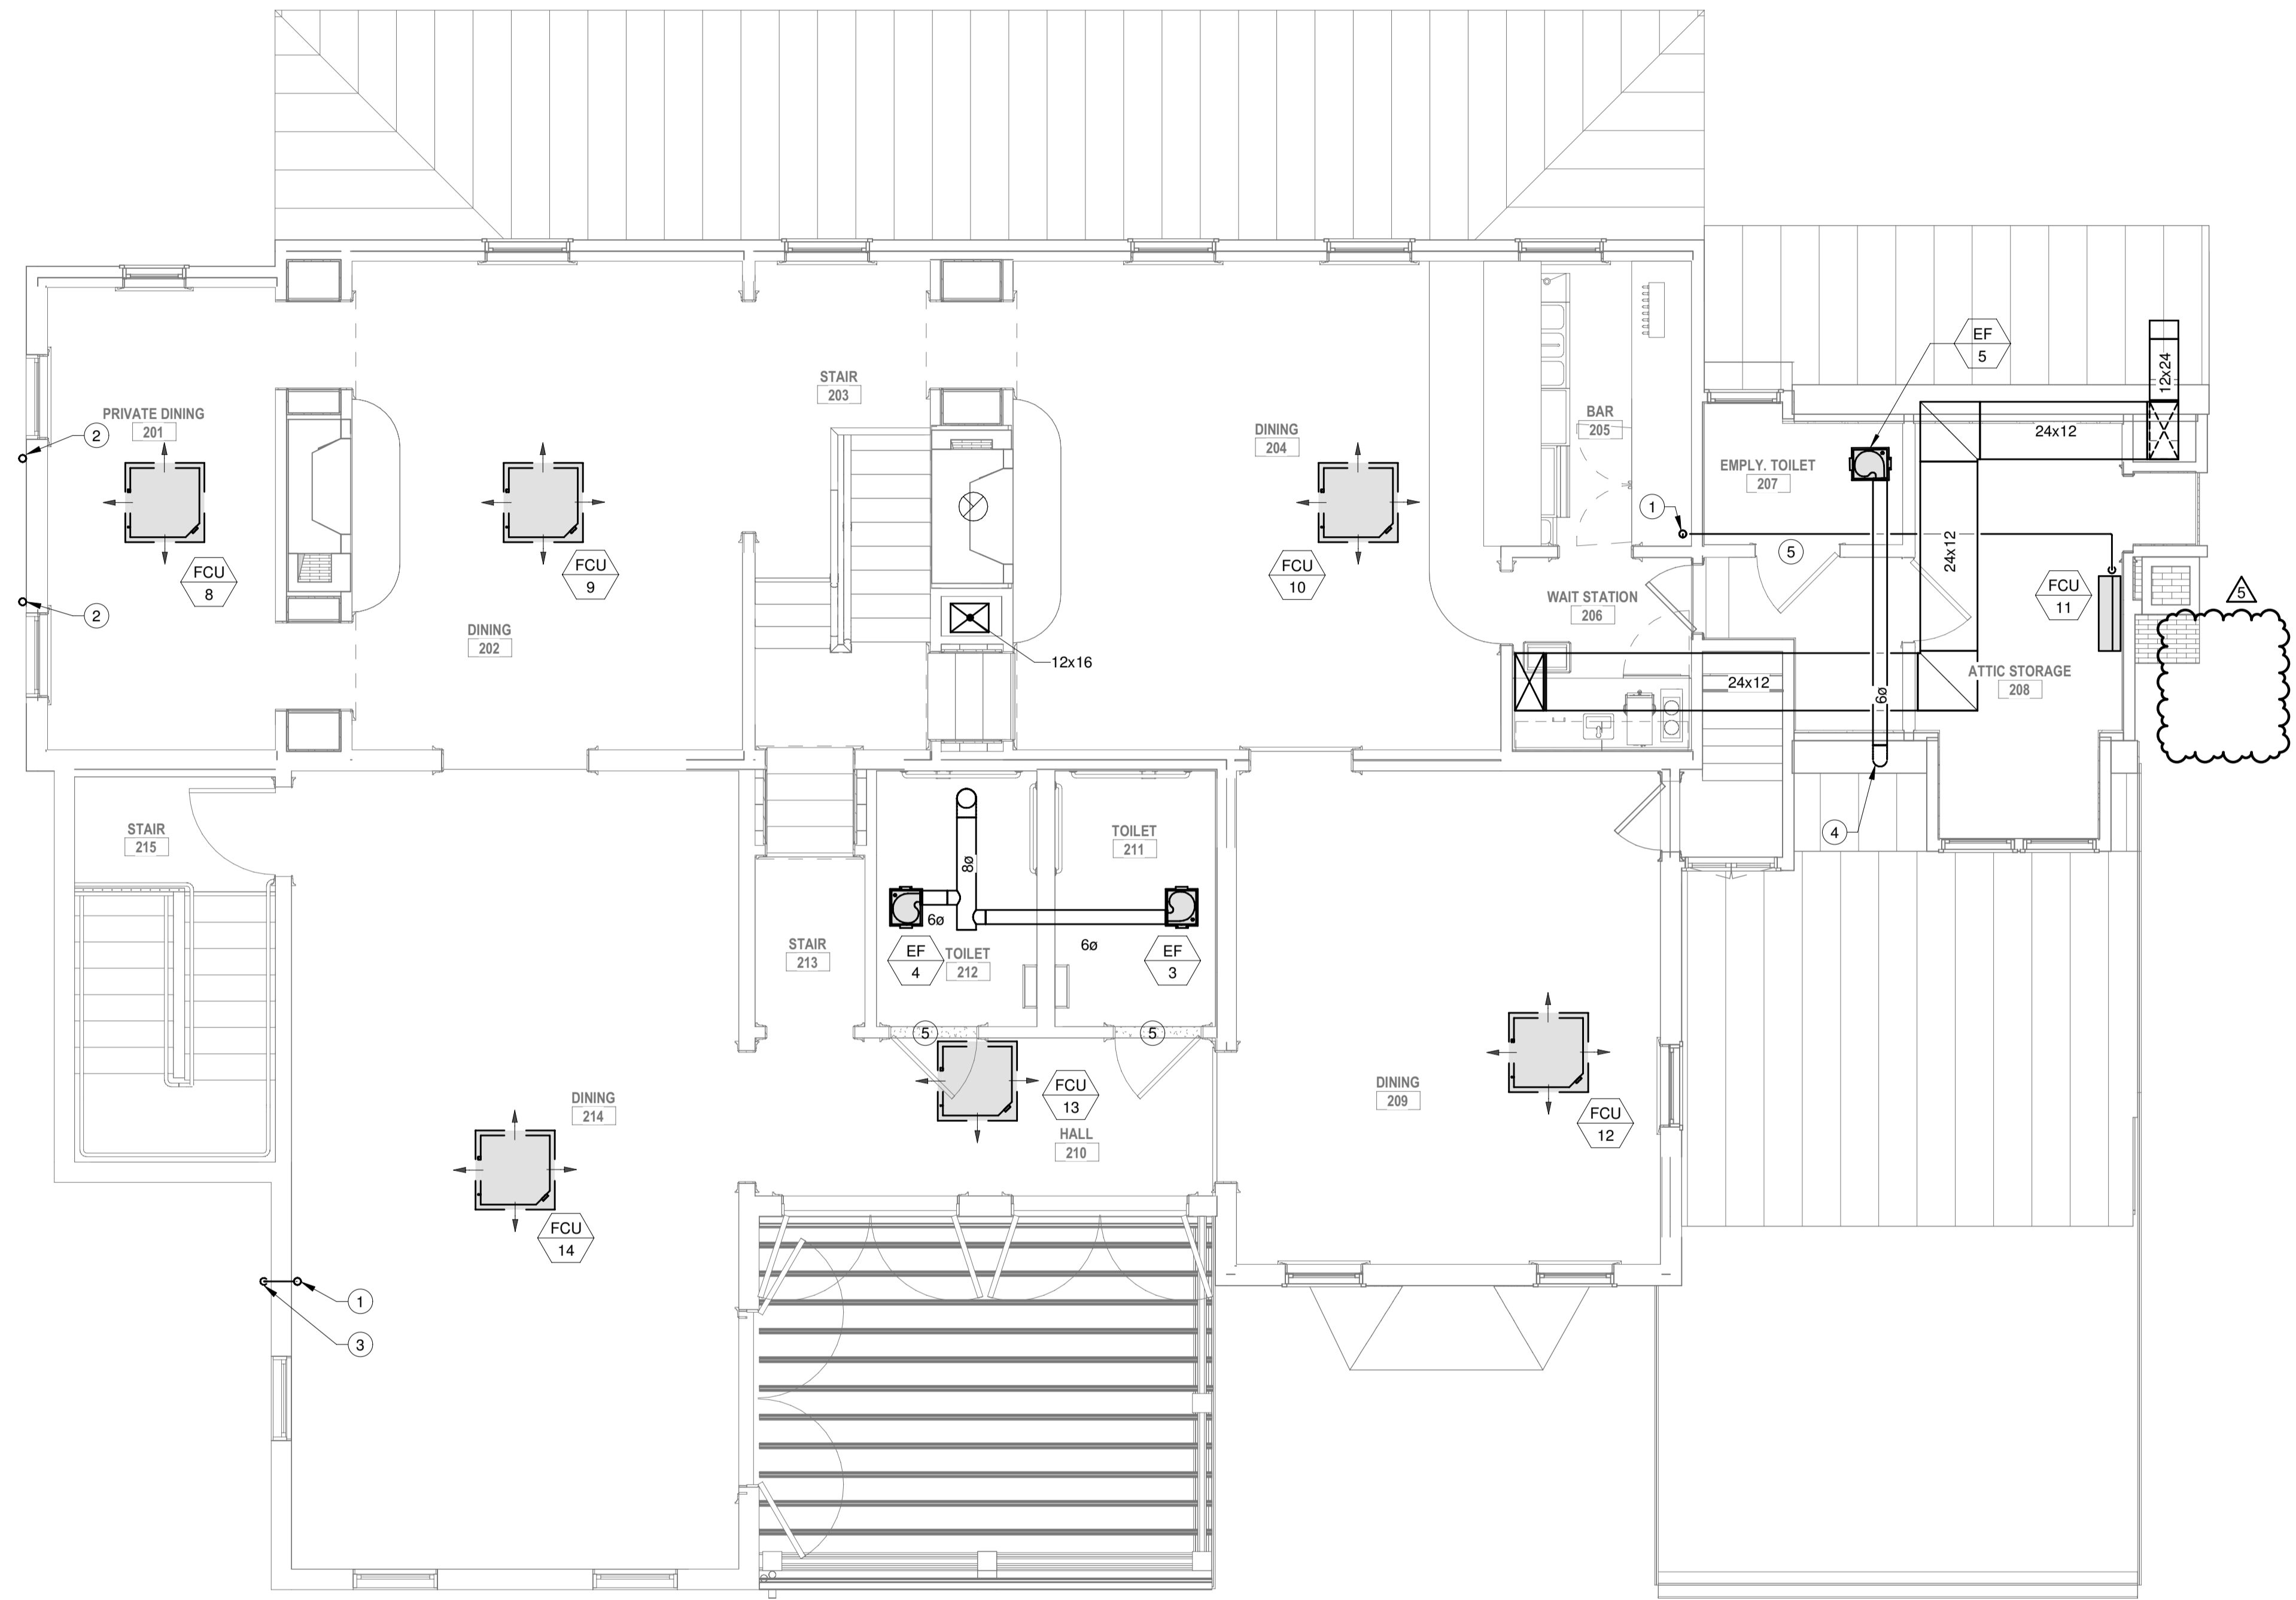 EF
5
12x24
STAIR
203
PRIVATE DINING
201
2
BAR
205
DINING
204
24x12
EMPLY. TOILET
207
1
5
24x12
FCU
8
FCU
9
FCU
10
FCU
11
5
2
WAIT STATION
206
DINING
202
12x16
24x12
6ø
ATTIC STORAGE
208
STAIR
215
TOILET
211
4
8ø
6ø
6ø
STAIR
213
EF
4
TOILET
212
EF
3
5
5
DINING
214
FCU
13
DINING
209
FCU
12
HALL
210
FCU
14
1
3